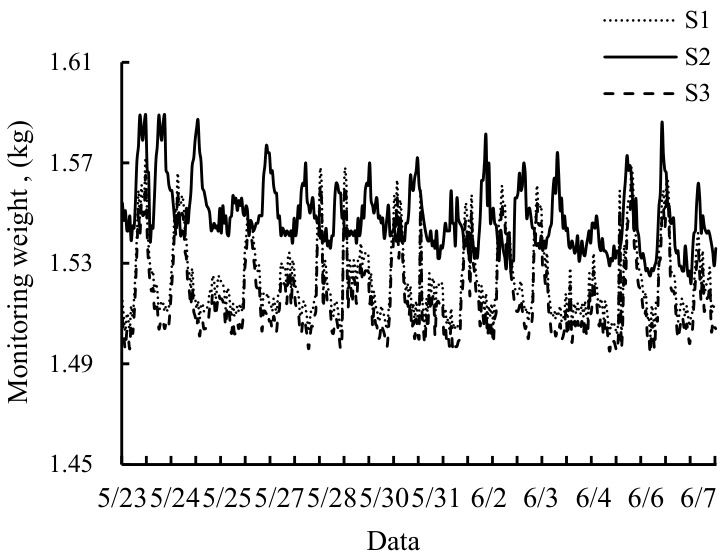 S1
S2
S3
Monitoring weight , (kg)
1.61
1.57
1.53
1.49
1.45
5/23 5/24 5/25 5/27 5/28 5/30 5/31 6/2 6/3 6/4 6/6 6/7
Data